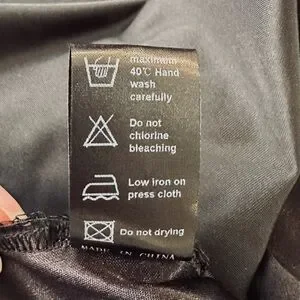 maximum
40℃ Hand
wash
carefully
Do not
chlorine
bleaching
Low iron on
press cloth
Do not drying
MADE IN CHINA